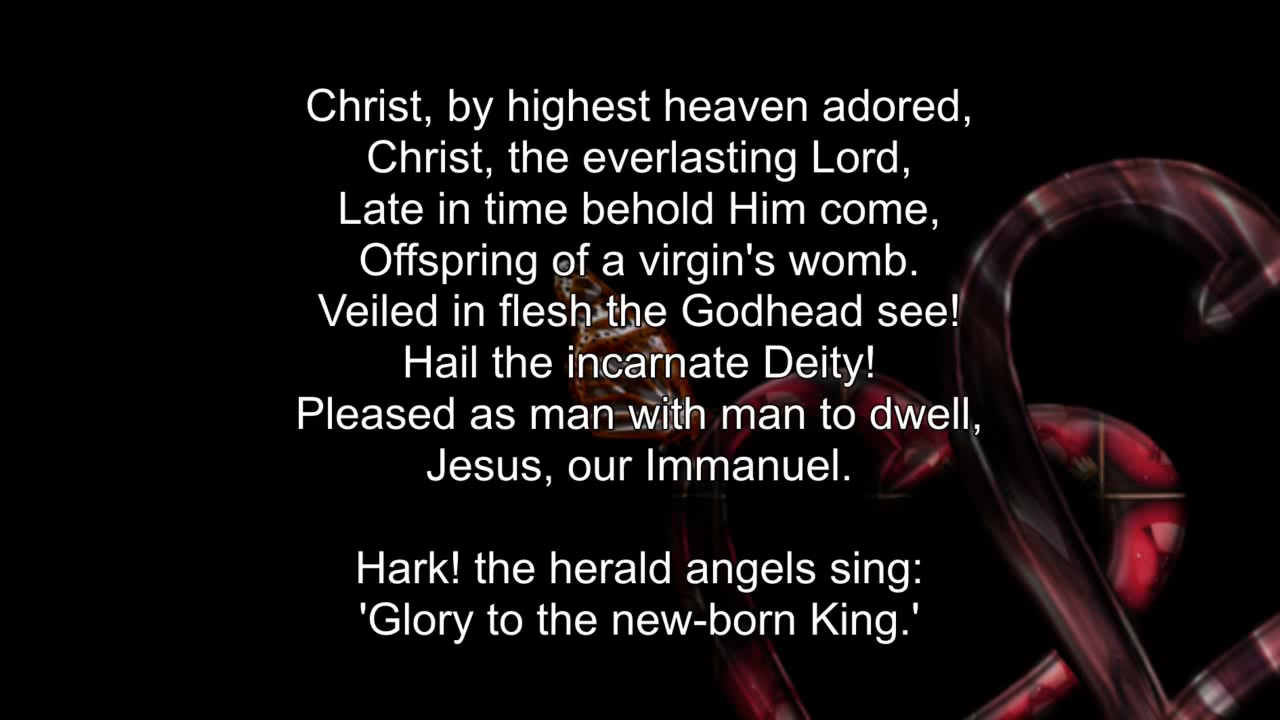 Christ, by highest heaven adored,
Christ, the everlasting Lord,
Late in time behold Him come,
Offspring of a virgin's womb.
Veiled in flesh the Godhead see!
Hail the incarnate Deity!
Pleased as man with man to dwell,
Jesus, our Immanuel.
Hark! the herald angels sing:
'Glory to the new-born King.'